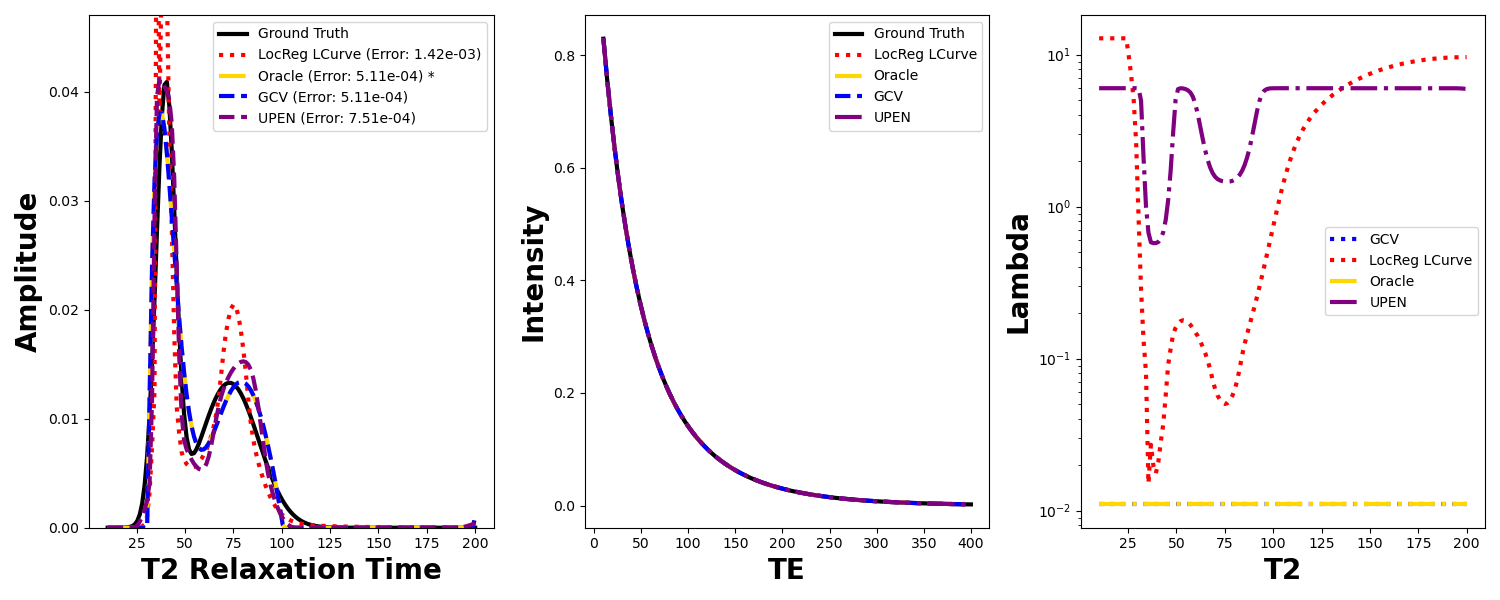 Amplitude
0.04
0.03
0.02
0.01
0.00
25 50 75 100 125 150 175 200
T2 Relaxation Time
Ground Truth
LocReg LCurve (Error: 1.42e-03)
Oracle (Error: 5.11e-04) *
GCV (Error: 5.11e-04)
UPEN (Error: 7.51e-04)
Intensity
0.8
0.6
0.4
0.2
0.0
0 50 100 150 200 250 300 350 400
TE
Ground Truth
LocReg LCurve
Oracle
GCV
UPEN
Lambda
10¹
10⁰
10⁻¹
10⁻²
25 50 75 100 125 150 175 200
T2
GCV
LocReg LCurve
Oracle
UPEN